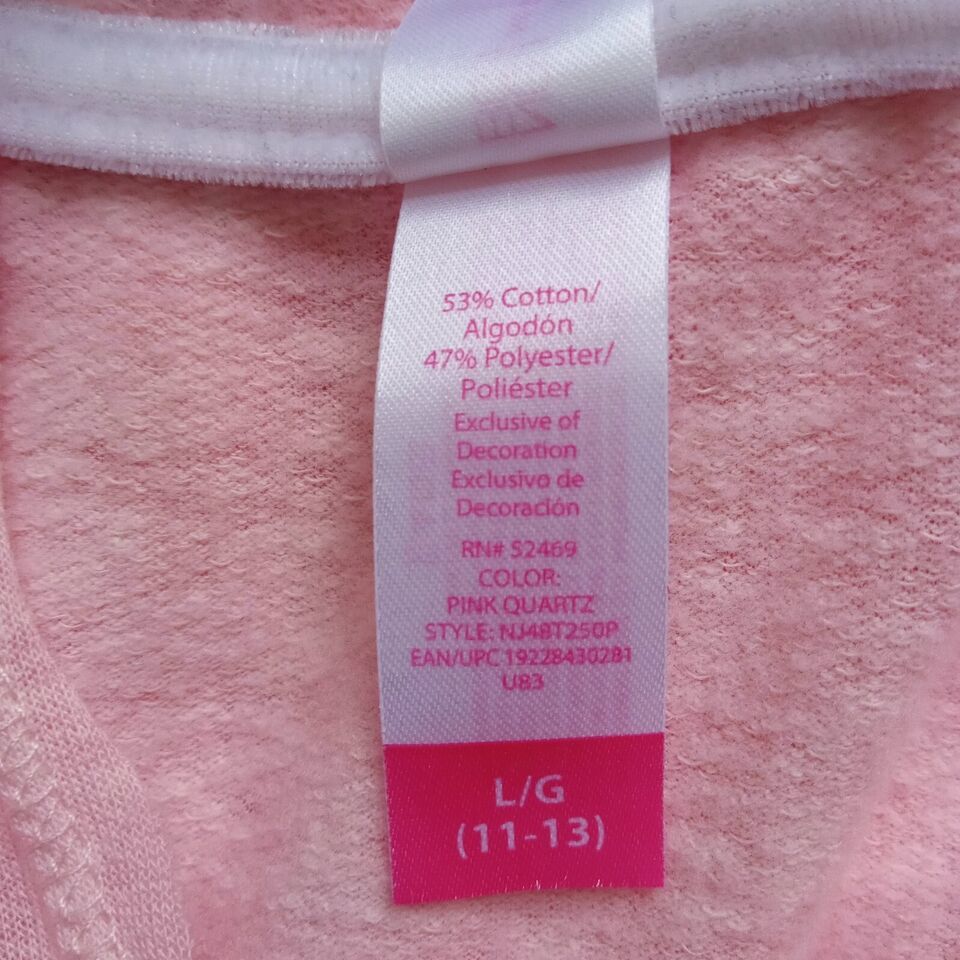 53% Cotton/
Algodón
47% Polyester/
Poliéster
Exclusive of
Decoration
Exclusivo de
Decoración
RN# 52469
COLOR:
PINK QUARTZ
STYLE: NJ48T250P
EAN/UPC 19228430281
U83
L/G
(11-13)